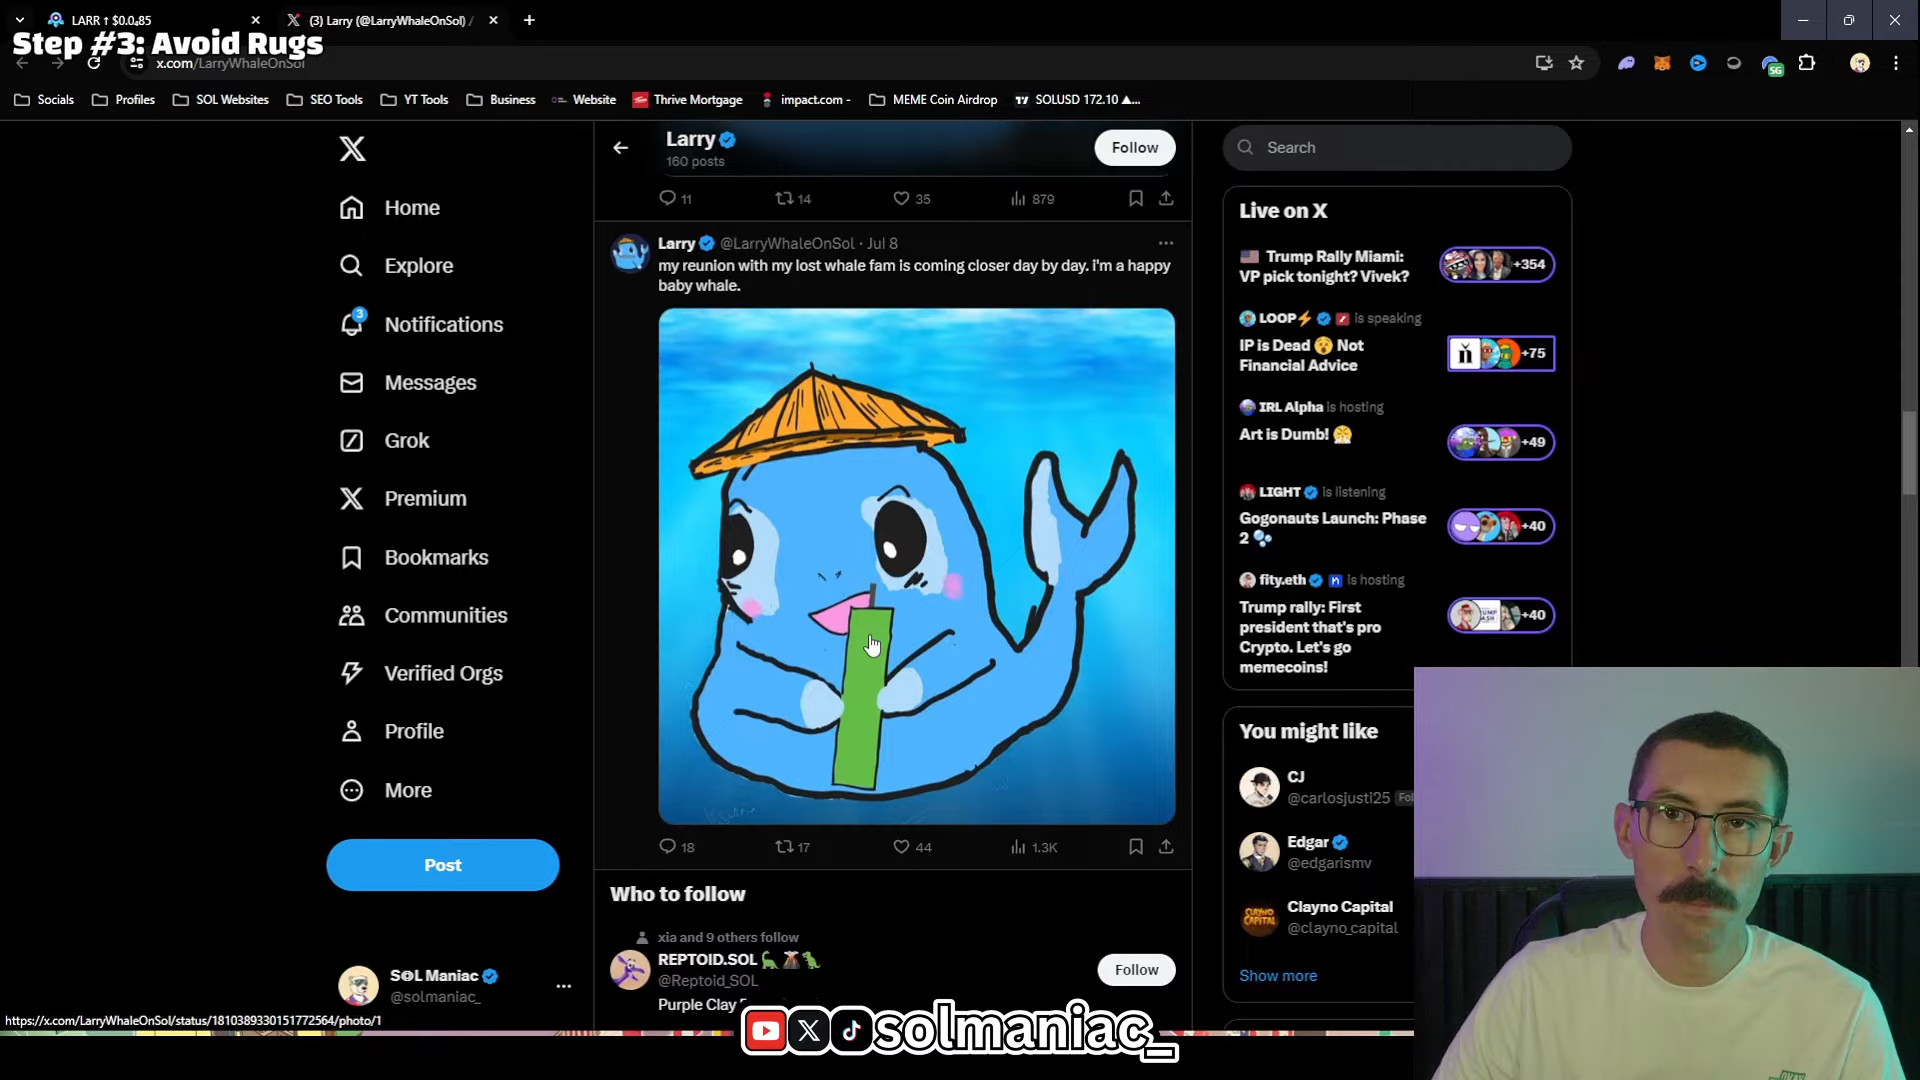 LARR ↑ $0.0₄85
(3) Larry (@LarryWhaleOnSol) /
Step #3: Avoid Rugs
x.com/LarryWhaleOnSol
Socials
Profiles
SOL Websites
SEO Tools
YT Tools
Business
Website
Thrive Mortgage
impact.com -
MEME Coin Airdrop
SOLUSD 172.10 ▲...
SG
Home
Explore
3
Notifications
Messages
Grok
Premium
Bookmarks
Communities
Verified Orgs
Profile
More
Post
SOL Maniac
@solmaniac_
https://x.com/LarryWhaleOnSol/status/1810389330151772564/photo/1
Larry
160 posts
Follow
11
14
35
879
Larry @LarryWhaleOnSol · Jul 8
my reunion with my lost whale fam is coming closer day by day. i'm a happy
baby whale.
18
17
44
1.3K
Who to follow
xia and 9 others follow
REPTOID.SOL
@Reptoid_SOL
Follow
Purple Clay
Search
Live on X
Trump Rally Miami:
VP pick tonight? Vivek?
+354
LOOP⚡ is speaking
IP is Dead 😮 Not
Financial Advice
+75
IRL Alpha is hosting
Art is Dumb! 😤
+49
LIGHT is listening
Gogonauts Launch: Phase
2 🫧
+40
fity.eth is hosting
Trump rally: First
president that's pro
Crypto. Let's go
memecoins!
+40
You might like
CJ
@carlosjusti25
Edgar
@edgarismv
Clayno Capital
@clayno_capital
Show more
solmaniac_